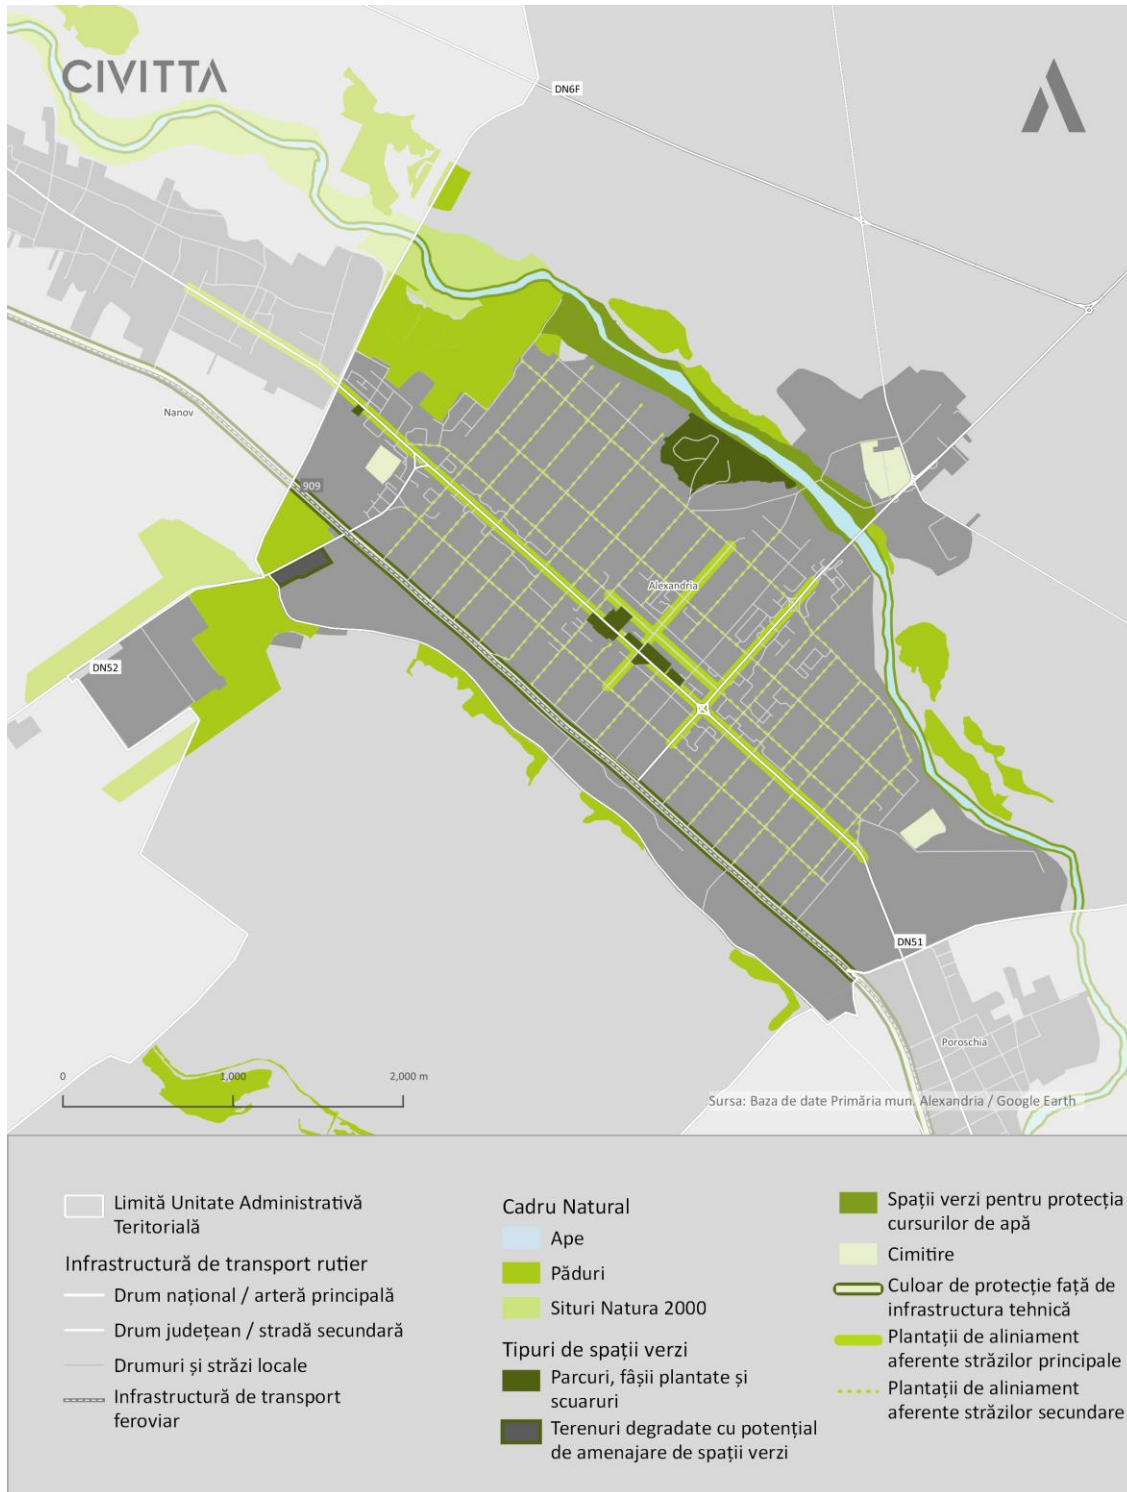 CIVITTA
DN6F
Nanov
909
Alexandria
DN52
DN51
Poroschia
0 1,000 2,000 m
Sursa: Baza de date Primăria mun. Alexandria / Google Earth
Limită Unitate Administrativă
Teritorială
Infrastructură de transport rutier
Drum național / arteră principală
Drum județean / stradă secundară
Drumuri și străzi locale
Infrastructură de transport
feroviar
Cadru Natural
Ape
Păduri
Situri Natura 2000
Tipuri de spații verzi
Parcuri, fâșii plantate și
scuaruri
Terenuri degradate cu potențial
de amenajare de spații verzi
Spații verzi pentru protecția
cursurilor de apă
Cimitire
Culoar de protecție față de
infrastructura tehnică
Plantații de aliniament
aferente străzilor principale
Plantații de aliniament
aferente străzilor secundare